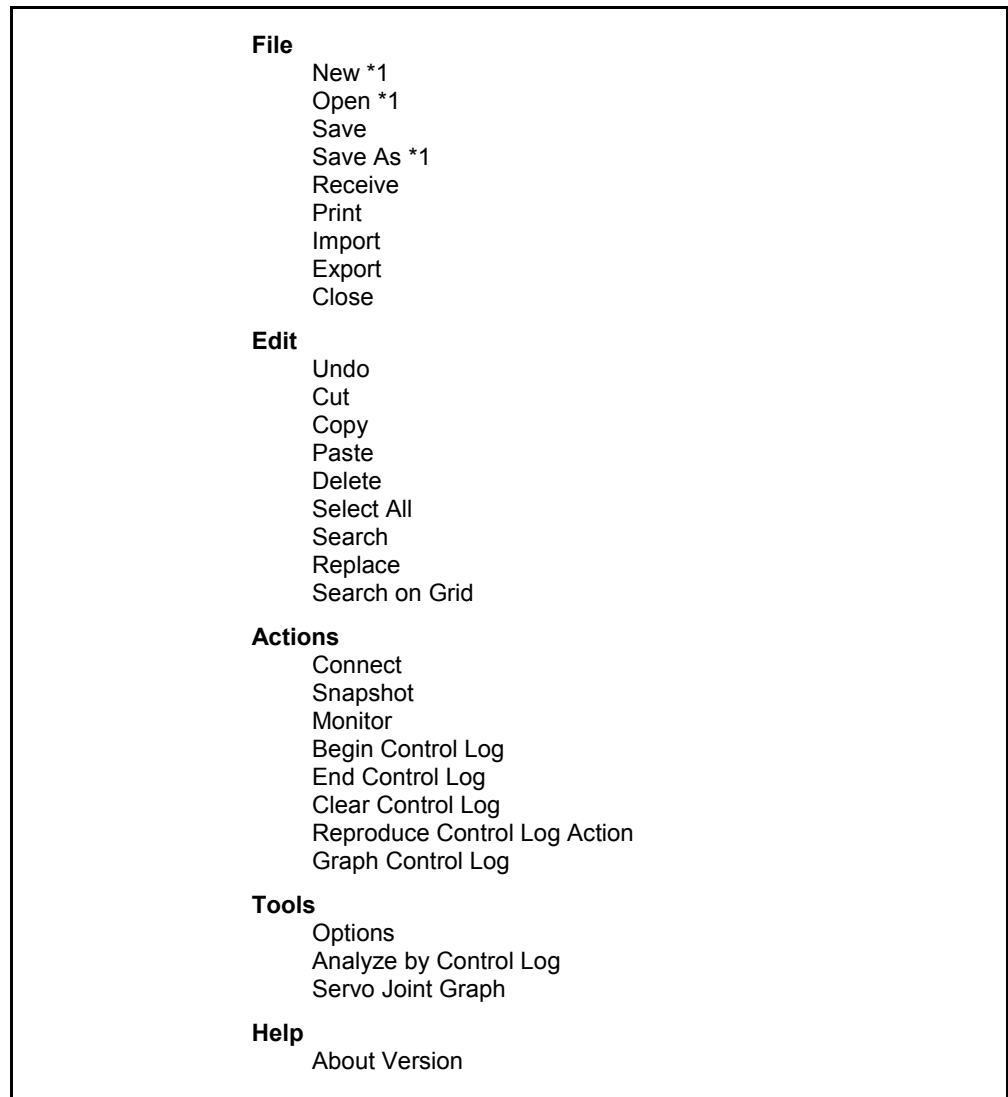 File
New *1
Open *1
Save
Save As *1
Receive
Print
Import
Export
Close
Edit
Undo
Cut
Copy
Paste
Delete
Select All
Search
Replace
Search on Grid
Actions
Connect
Snapshot
Monitor
Begin Control Log
End Control Log
Clear Control Log
Reproduce Control Log Action
Graph Control Log
Tools
Options
Analyze by Control Log
Servo Joint Graph
Help
About Version